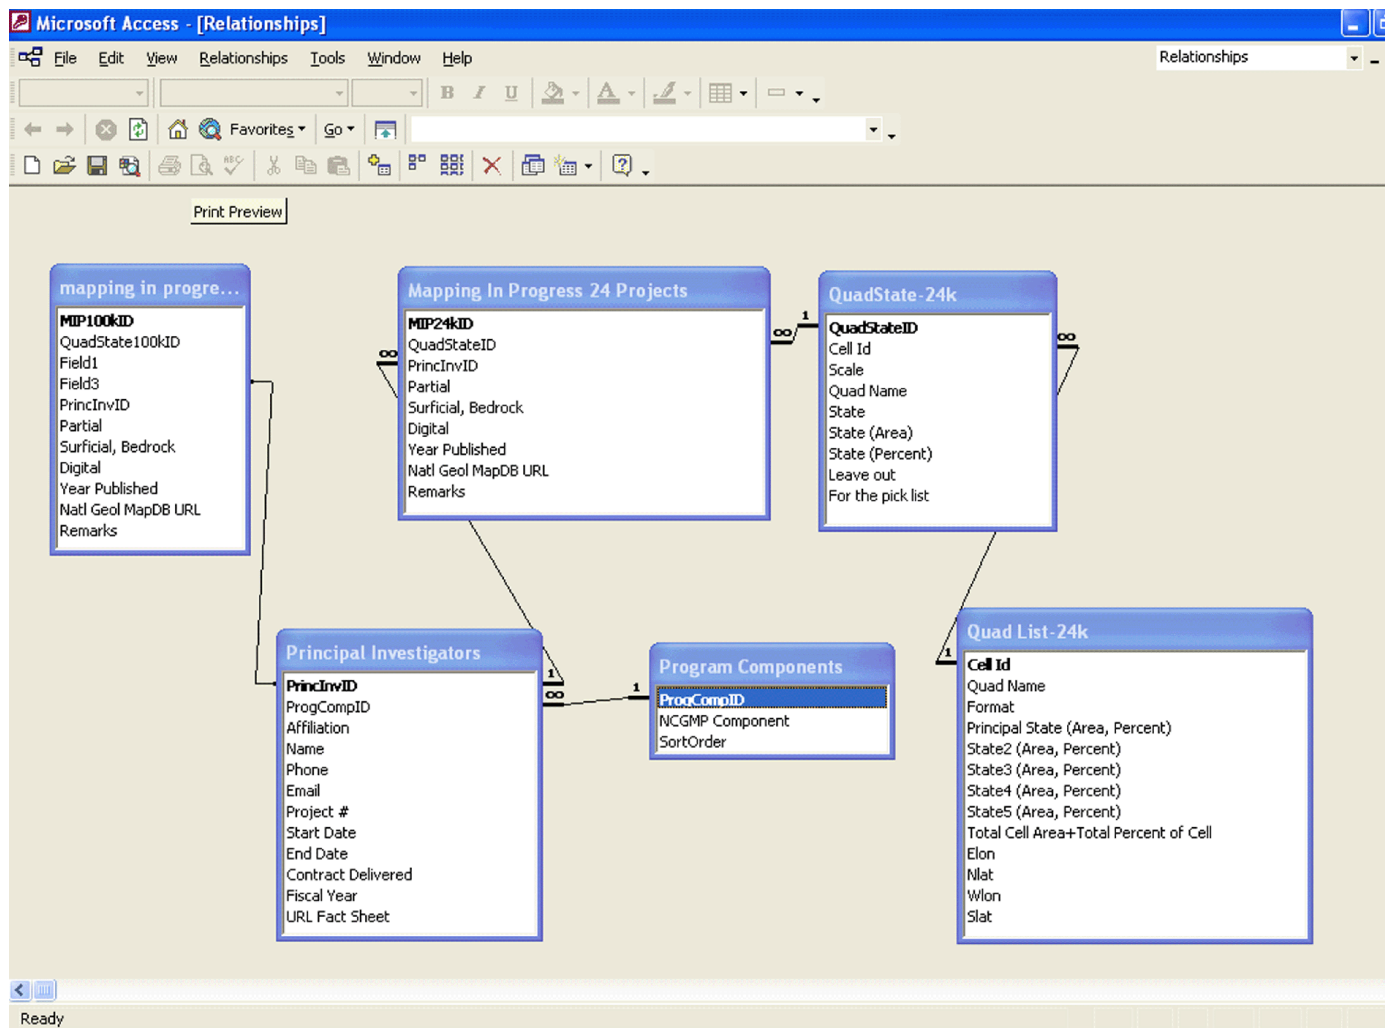 Microsoft Access - [Relationships]
File Edit View Relationships Tools Window Help
Relationships
B I U A
Favorites Go
ABC
Print Preview
mapping in progre...
MIP100kID
QuadState100kID
Field1
Field3
PrincInvID
Partial
Surficial, Bedrock
Digital
Year Published
Natl Geol MapDB URL
Remarks
Mapping In Progress 24 Projects
MIP24kID
QuadStateID
PrincInvID
Partial
Surficial, Bedrock
Digital
Year Published
Natl Geol MapDB URL
Remarks
∞
∞ 1
QuadState-24k
QuadStateID
Cell Id
Scale
Quad Name
State
State (Area)
State (Percent)
Leave out
For the pick list
∞
Principal Investigators
PrincInvID
ProgCompID
Affiliation
Name
Phone
Email
Project #
Start Date
End Date
Contract Delivered
Fiscal Year
URL Fact Sheet
1
∞ 1
Program Components
ProgCompID
NCGMP Component
SortOrder
1
Quad List-24k
Cell Id
Quad Name
Format
Principal State (Area, Percent)
State2 (Area, Percent)
State3 (Area, Percent)
State4 (Area, Percent)
State5 (Area, Percent)
Total Cell Area+Total Percent of Cell
Elon
Nlat
Wlon
Slat
Ready